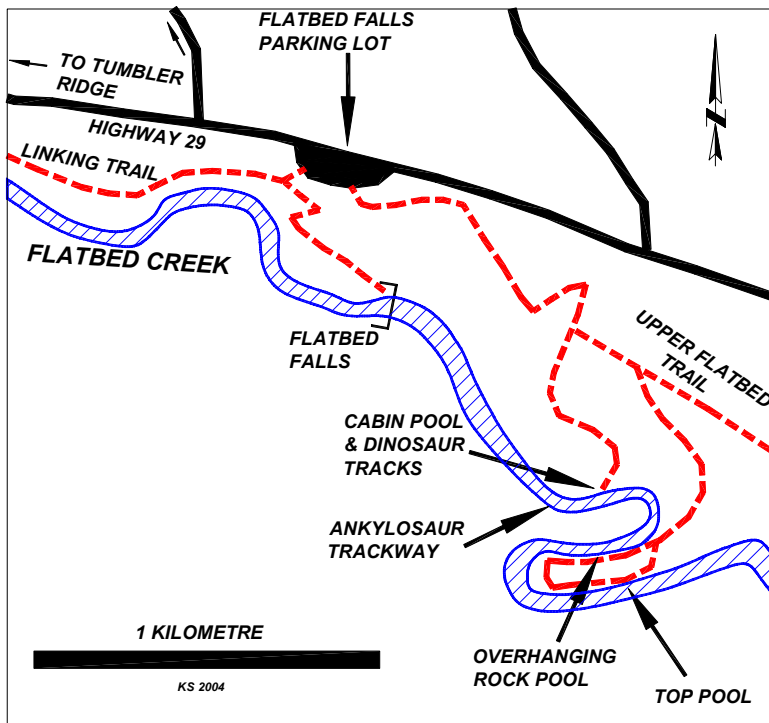 FLATBED FALLS
PARKING LOT
TO TUMBLER
RIDGE
N
HIGHWAY 29
LINKING TRAIL
FLATBED CREEK
FLATBED
FALLS
UPPER FLATBED
TRAIL
CABIN POOL
& DINOSAUR
TRACKS
ANKYLOSAUR
TRACKWAY
1 KILOMETRE
KS 2004
OVERHANGING
ROCK POOL
TOP POOL